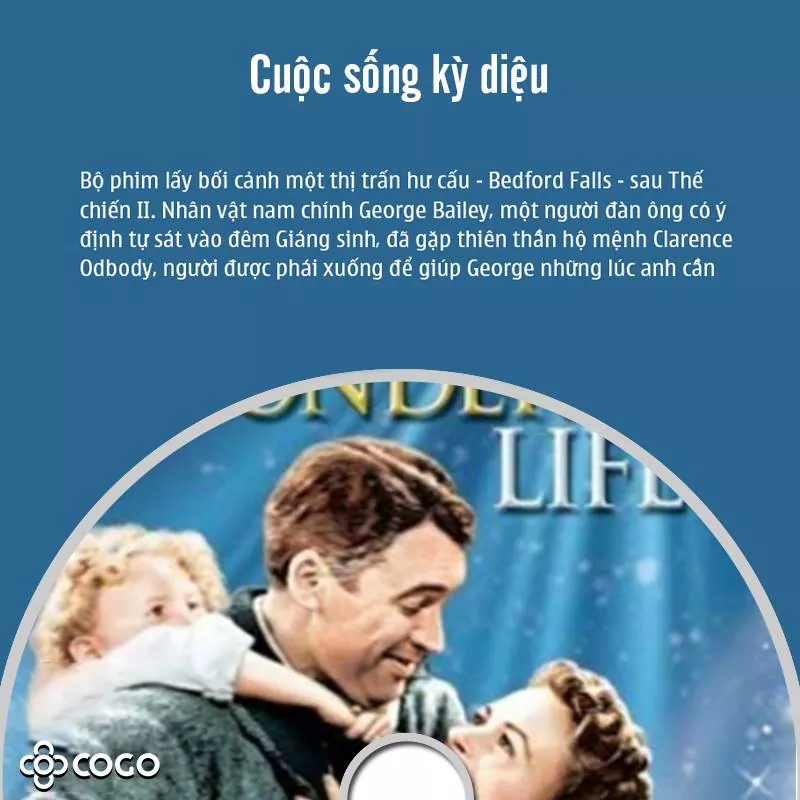 Cuộc sống kỳ diệu
Bộ phim lấy bối cảnh một thị trấn hư cấu - Bedford Falls - sau Thế
chiến II. Nhân vật nam chính George Bailey, một người đàn ông có ý
định tự sát vào đêm Giáng sinh, đã gặp thiên thần hộ mệnh Clarence
Odbody, người được phái xuống để giúp George những lúc anh cần
LIFE
COGO